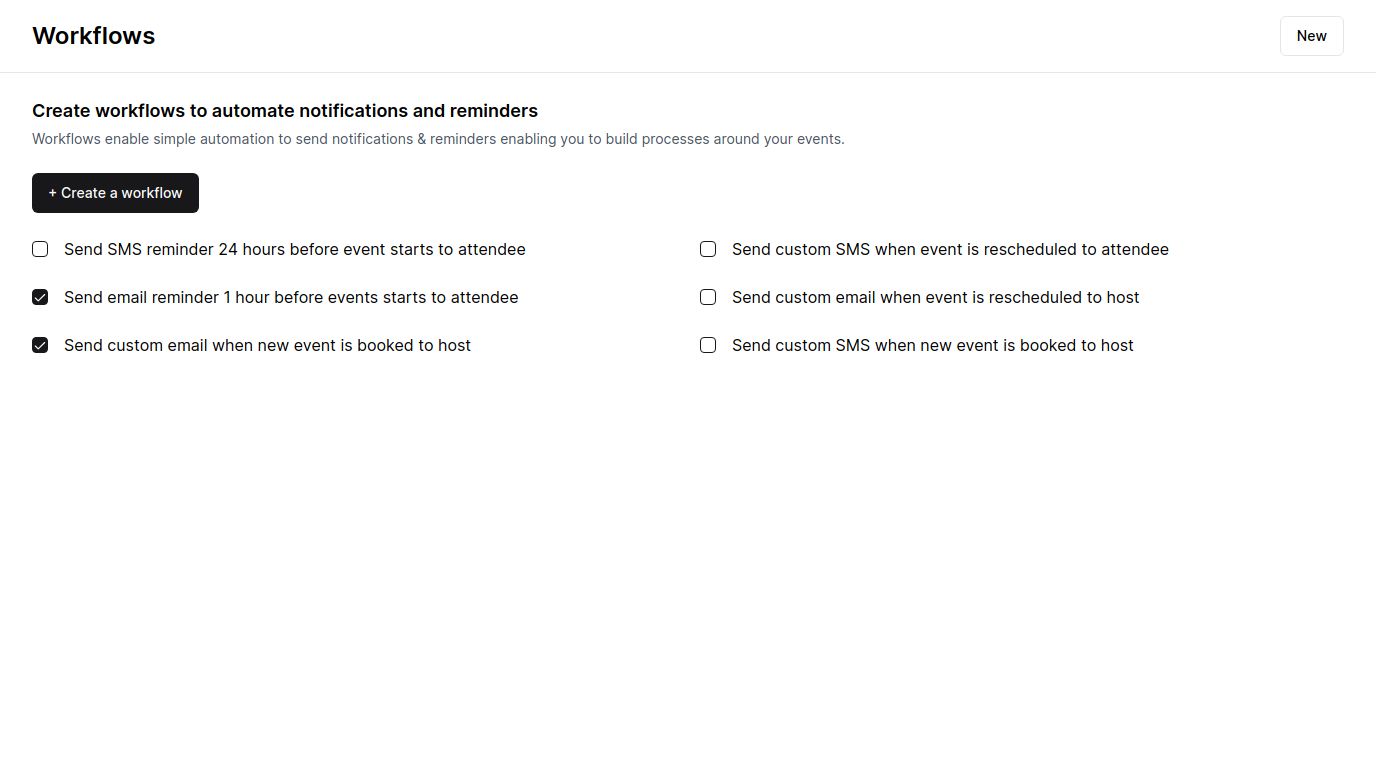 Workflows
New
Create workflows to automate notifications and reminders
Workflows enable simple automation to send notifications & reminders enabling you to build processes around your events.
+ Create a workflow
Send SMS reminder 24 hours before event starts to attendee
Send custom SMS when event is rescheduled to attendee
Send email reminder 1 hour before events starts to attendee
Send custom email when event is rescheduled to host
Send custom email when new event is booked to host
Send custom SMS when new event is booked to host